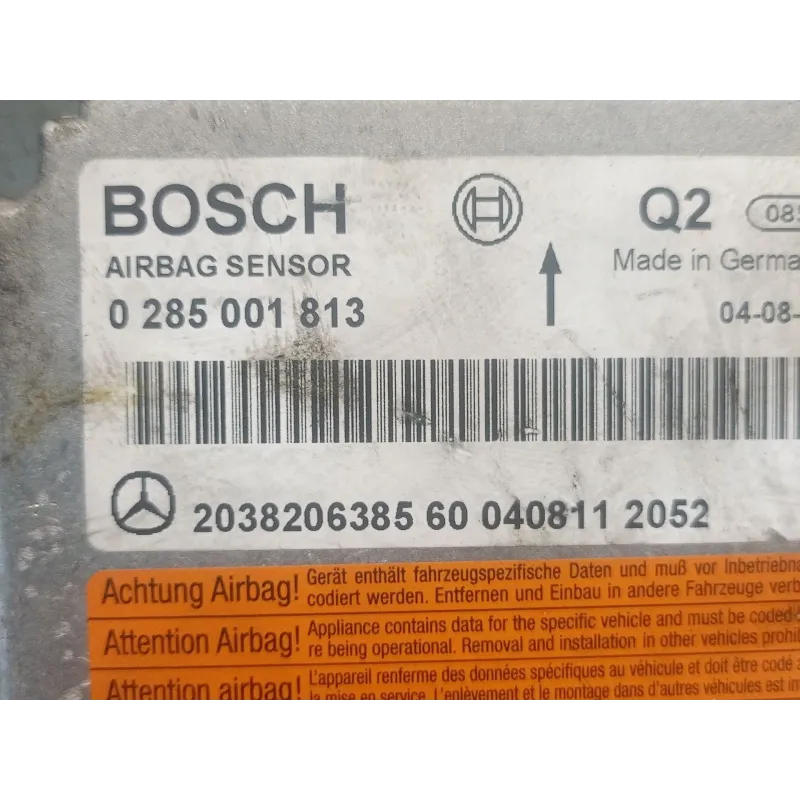 BOSCH
Q2
AIRBAG SENSOR
Made in Germa
0 285 001 813
04-08-
2038206385 60 040811 2052
Achtung Airbag! Gerät enthält fahrzeugspezifische Daten und muß vor Inbetriebna
codiert werden. Entfernen und Einbau in andere Fahrzeuge verb
Attention Airbag! Appliance contains data for the specific vehicle and must be coded
re being operational. Removal and installation in other vehicles prohi
Attention airbag! L'appareil renferme des données spécifiques au véhicule et doit être codé
la mise en service. L'enlèvement et le montage dans d'autres véhicules est